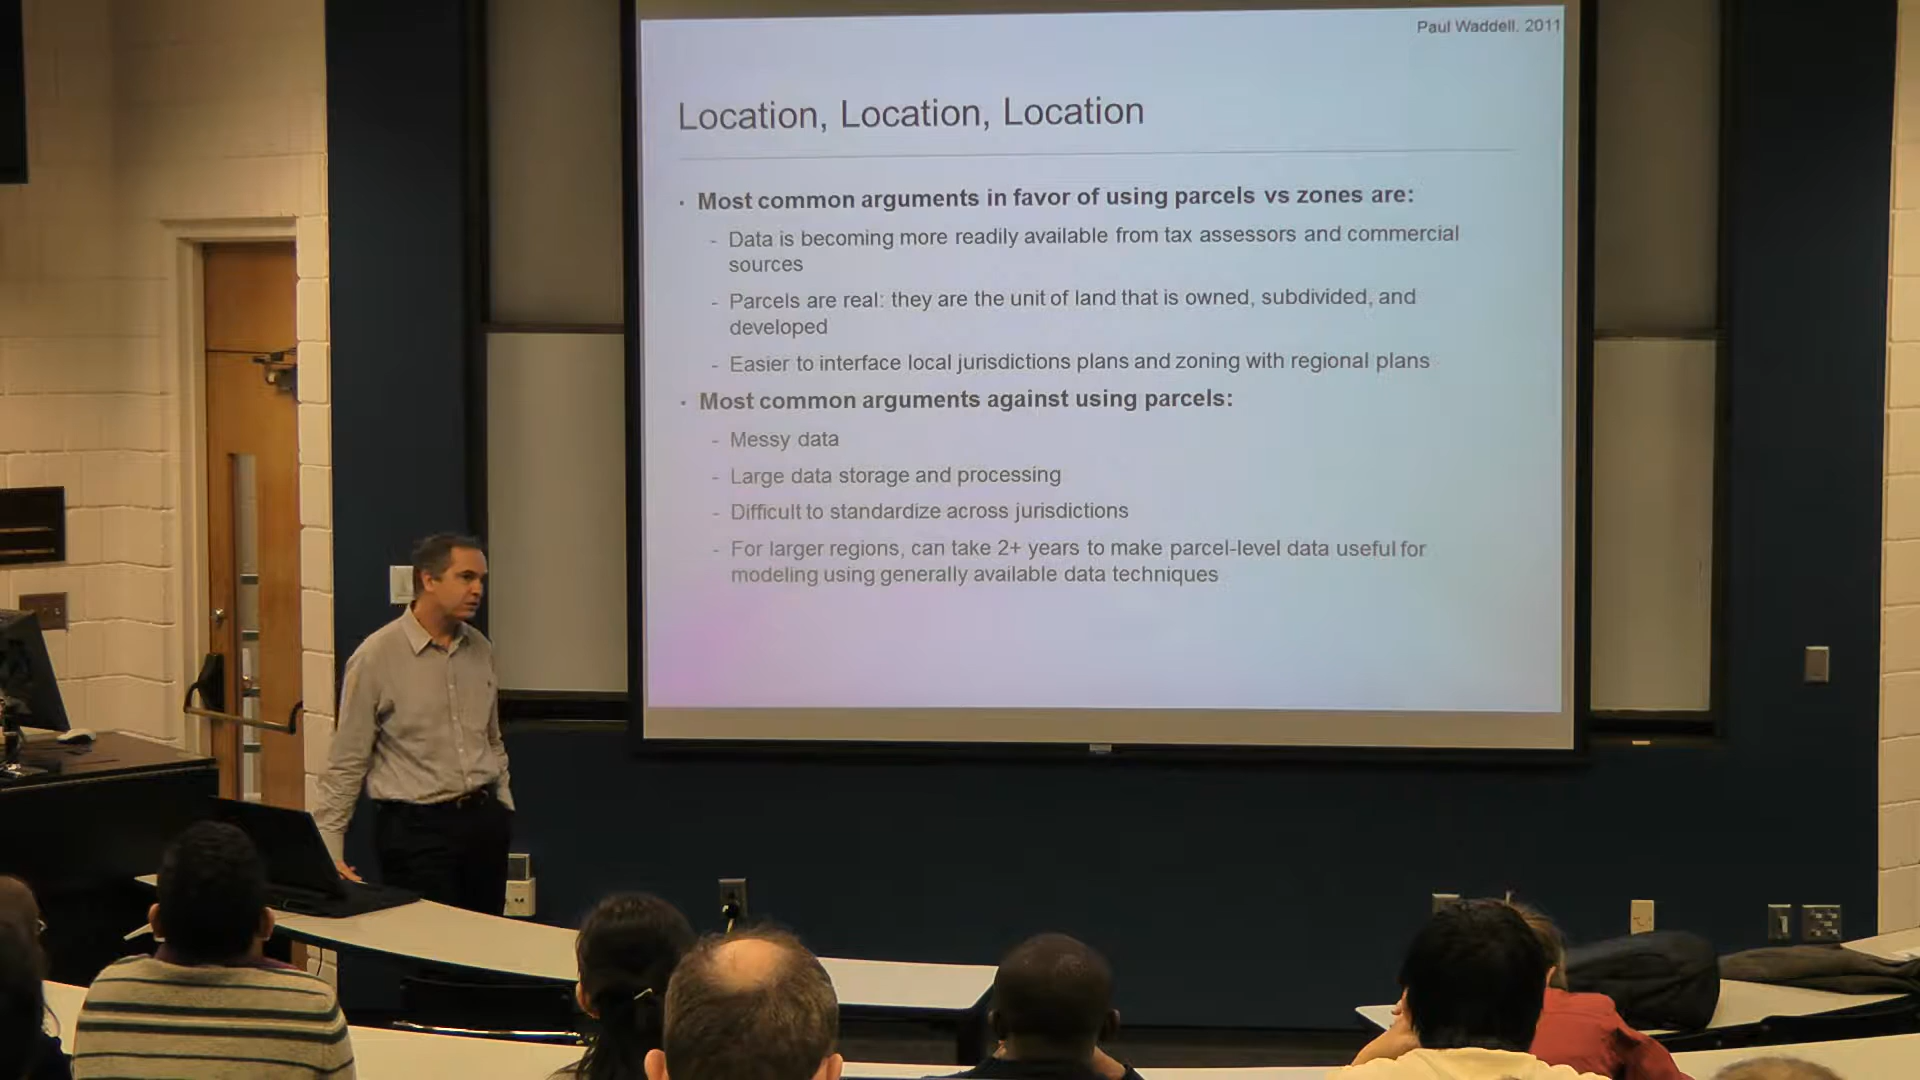 Paul Waddell, 2011
Location, Location, Location
· Most common arguments in favor of using parcels vs zones are:
- Data is becoming more readily available from tax assessors and commercial
sources
- Parcels are real: they are the unit of land that is owned, subdivided, and
developed
- Easier to interface local jurisdictions plans and zoning with regional plans
· Most common arguments against using parcels:
- Messy data
- Large data storage and processing
- Difficult to standardize across jurisdictions
- For larger regions, can take 2+ years to make parcel-level data useful for
modeling using generally available data techniques